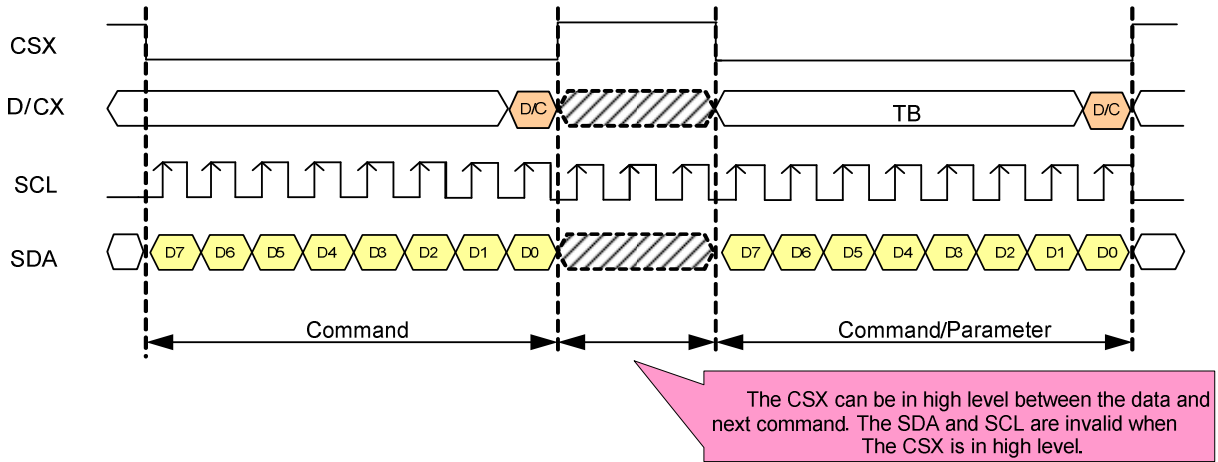 CSX
D/CX
D/C
TB
D/C
SCL
SDA
D7 D6 D5 D4 D3 D2 D1 D0
D7 D6 D5 D4 D3 D2 D1 D0
Command
Command/Parameter
The CSX can be in high level between the data and
next command. The SDA and SCL are invalid when
The CSX is in high level.